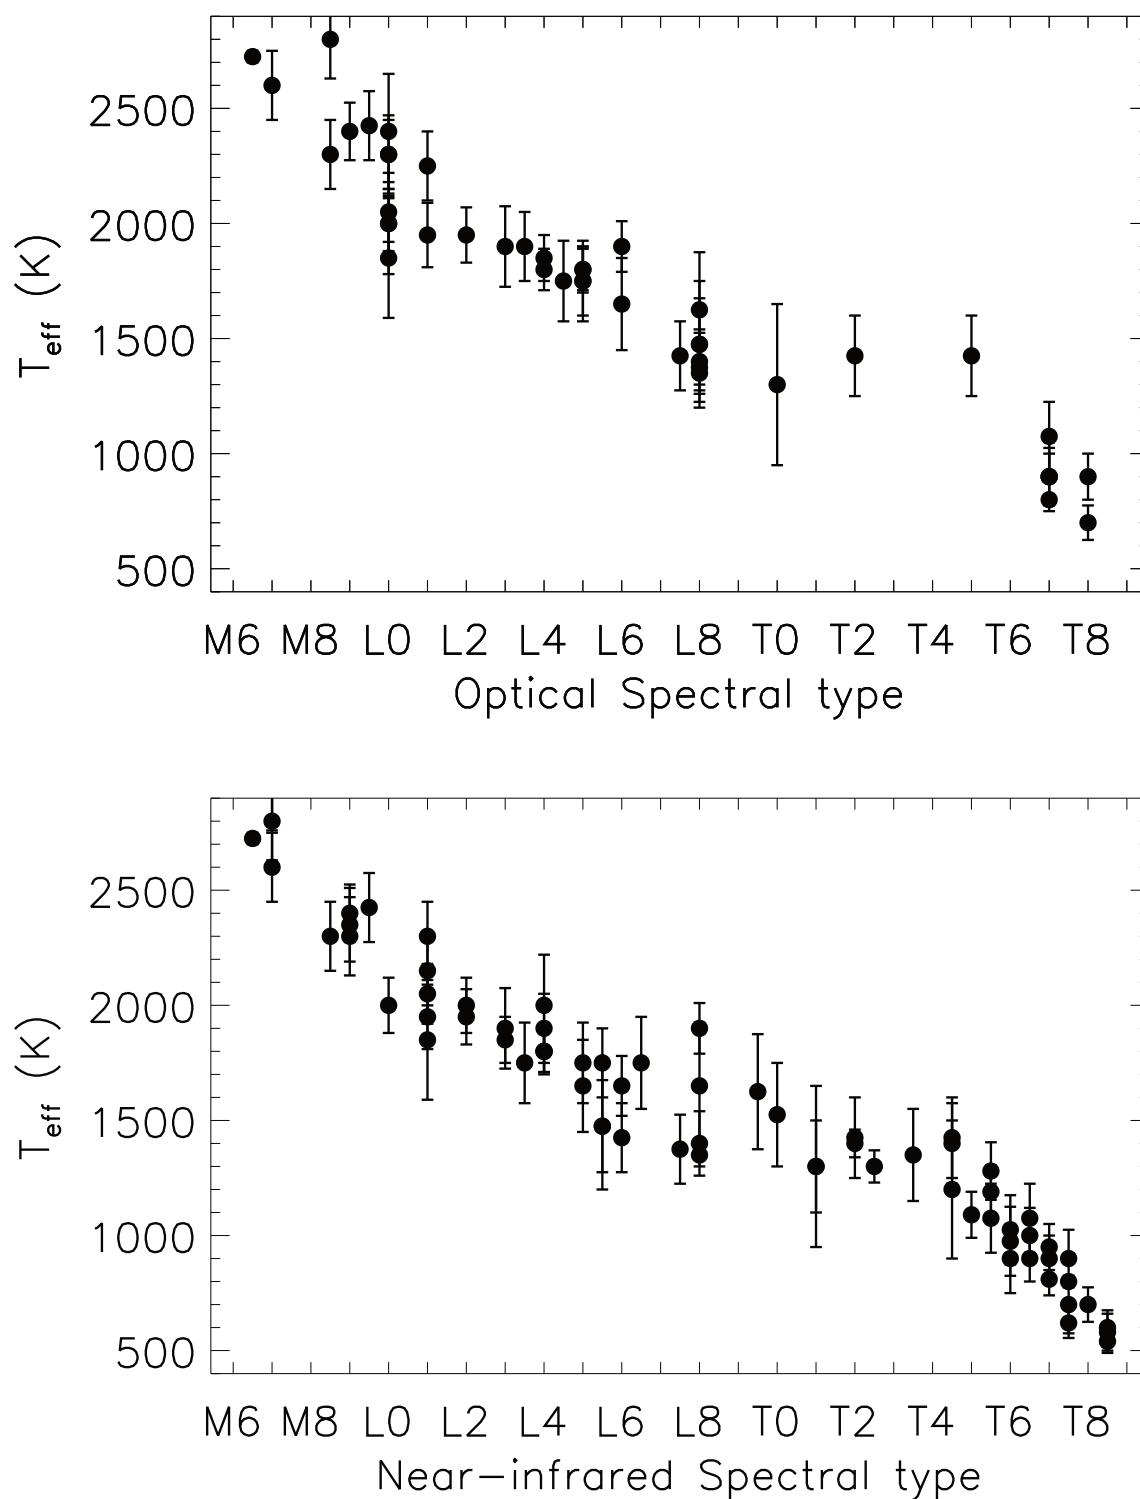 2500
2000
1500
1000
500
T_eff (K)
M6 M8 L0 L2 L4 L6 L8 T0 T2 T4 T6 T8
Optical Spectral type
2500
2000
1500
1000
500
T_eff (K)
M6 M8 L0 L2 L4 L6 L8 T0 T2 T4 T6 T8
Near-infrared Spectral type